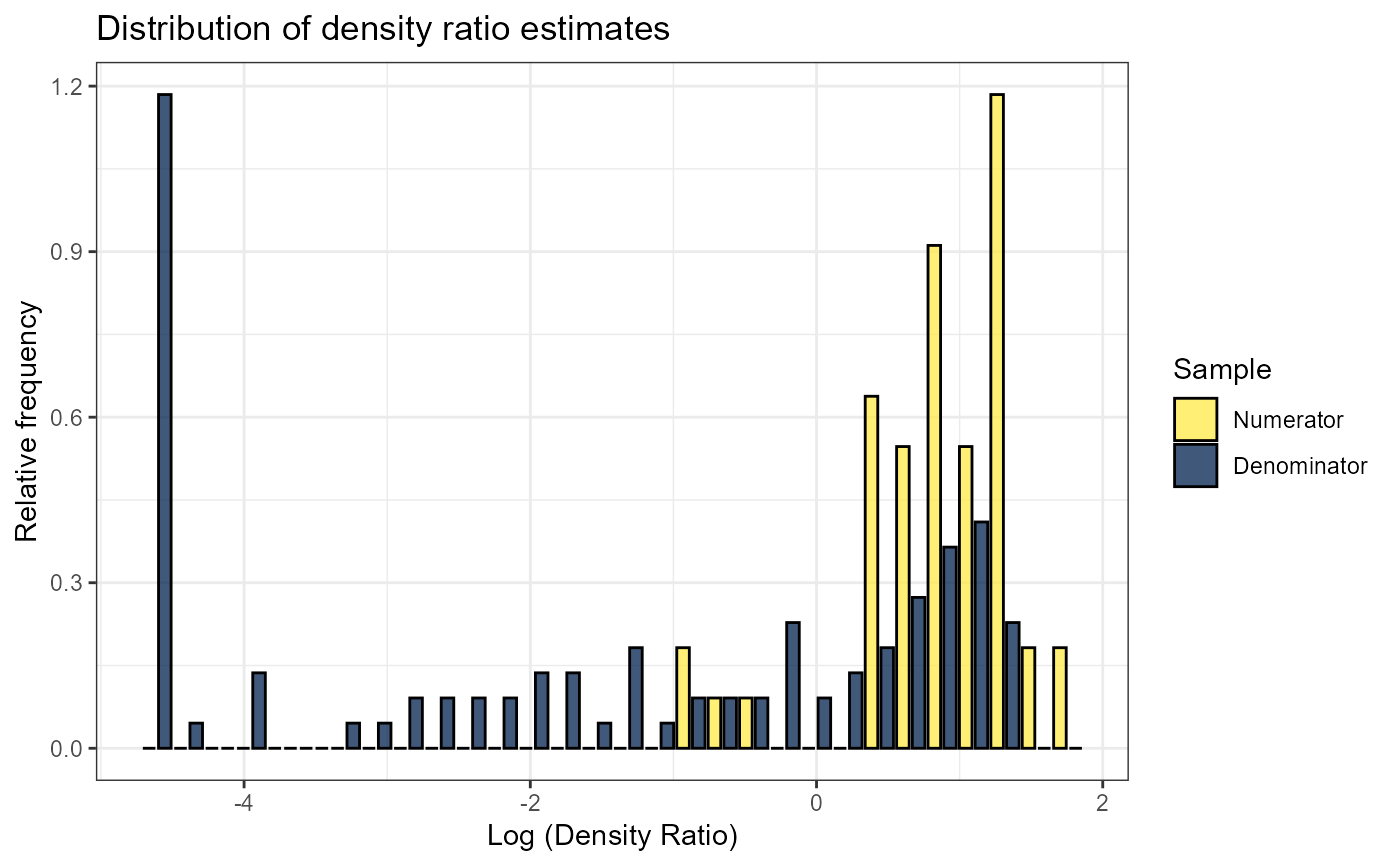 Distribution of density ratio estimates
1.2
0.9
0.6
0.3
0.0
Relative frequency
-4
-2
0
2
Log (Density Ratio)
Sample
Numerator
Denominator